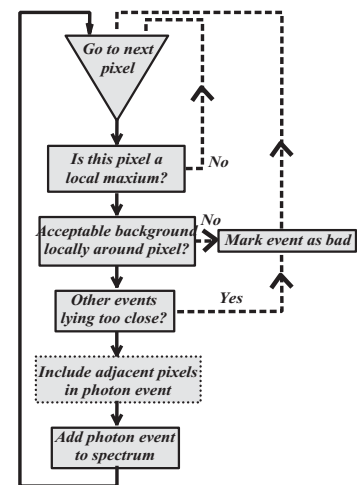 Go to next
pixel
Is this pixel a
local maxium?
No
Acceptable background
locally around pixel?
No
Mark event as bad
Other events
lying too close?
Yes
Include adjacent pixels
in photon event
Add photon event
to spectrum